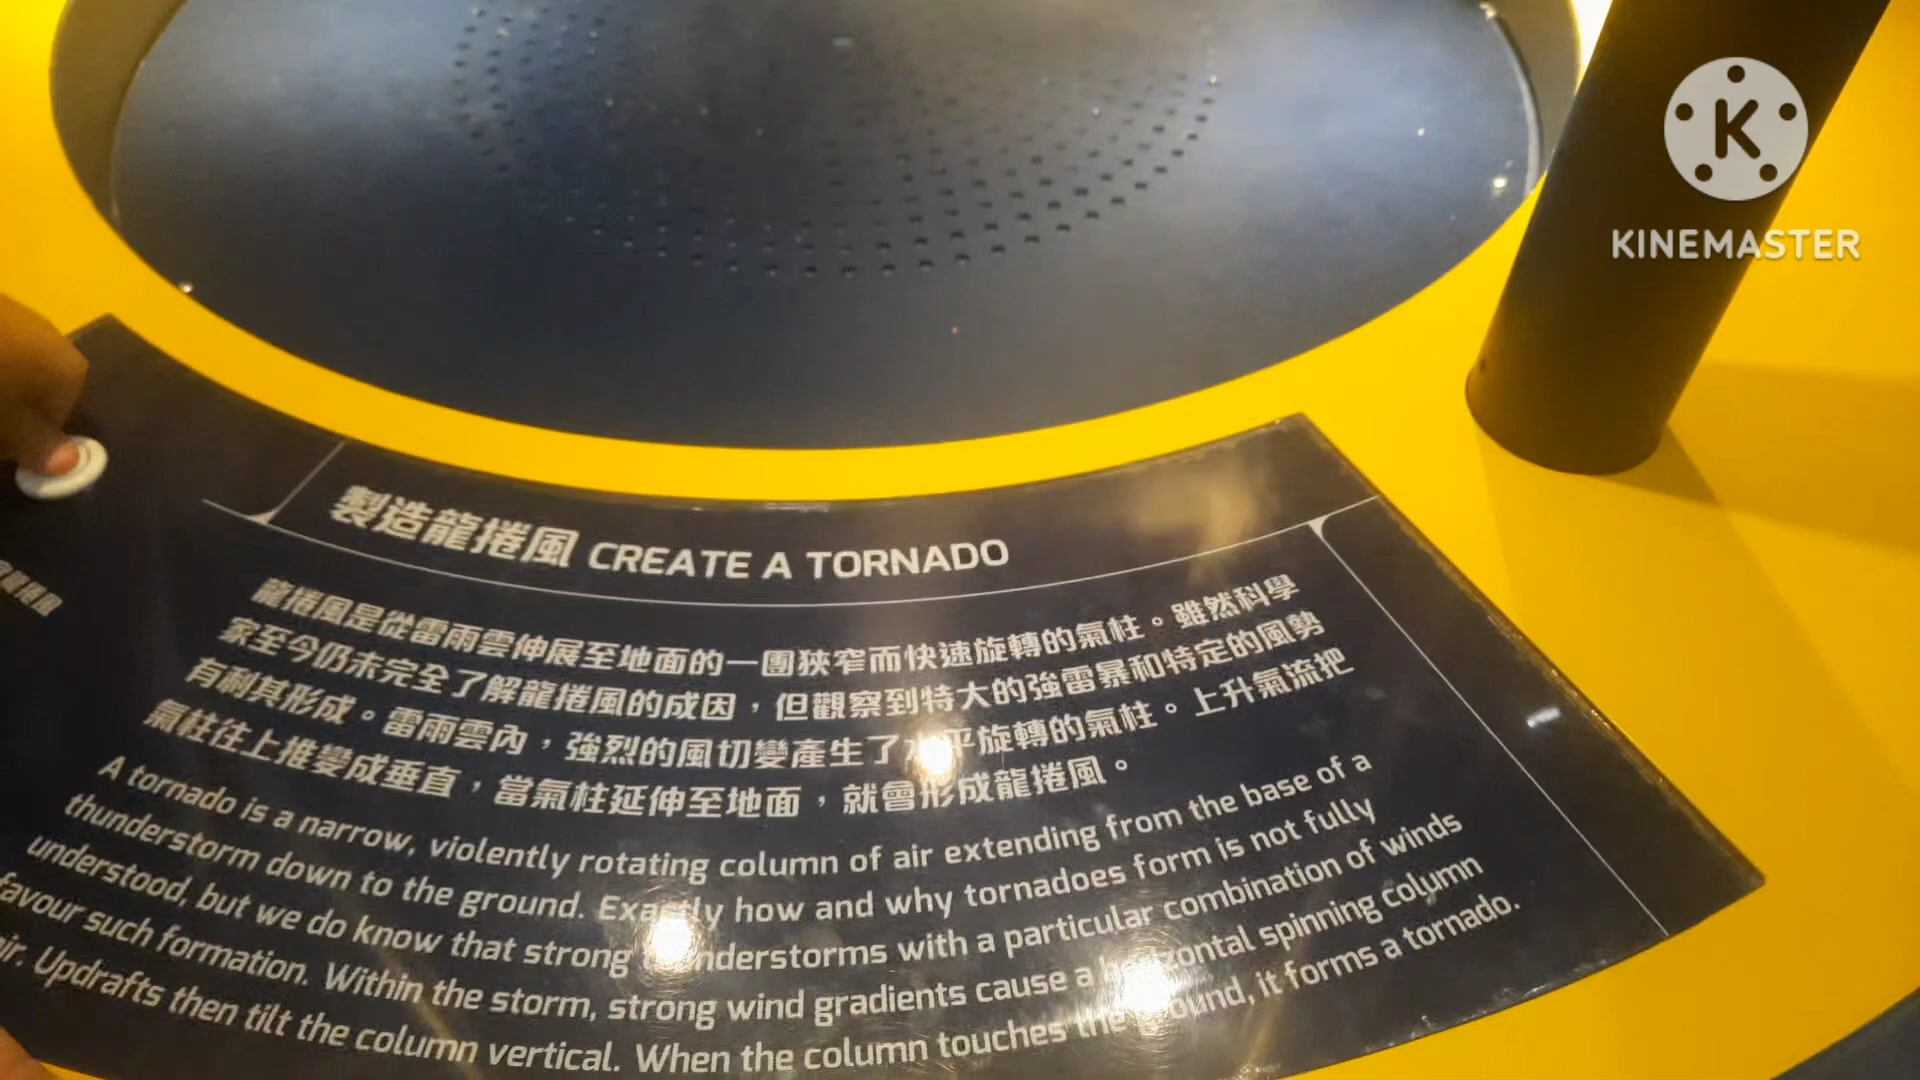 KINEMASTER
製造龍捲風 CREATE A TORNADO
龍捲風是從雷雨雲伸展至地面的一團狹窄而快速旋轉的氣柱。雖然科學
家至今仍未完全了解龍捲風的成因，但觀察到特大的強雷暴和特定的風勢
有利其形成。雷雨雲內，強烈的風切變產生了水平旋轉的氣柱。上升氣流把
氣柱往上推變成垂直，當氣柱延伸至地面，就會形成龍捲風。
A tornado is a narrow, violently rotating column of air extending from the base of a
thunderstorm down to the ground. Exactly how and why tornadoes form is not fully
understood, but we do know that strong thunderstorms with a particular combination of winds
favour such formation. Within the storm, strong wind gradients cause a horizontal spinning column
air. Updrafts then tilt the column vertical. When the column touches the ground, it forms a tornado.